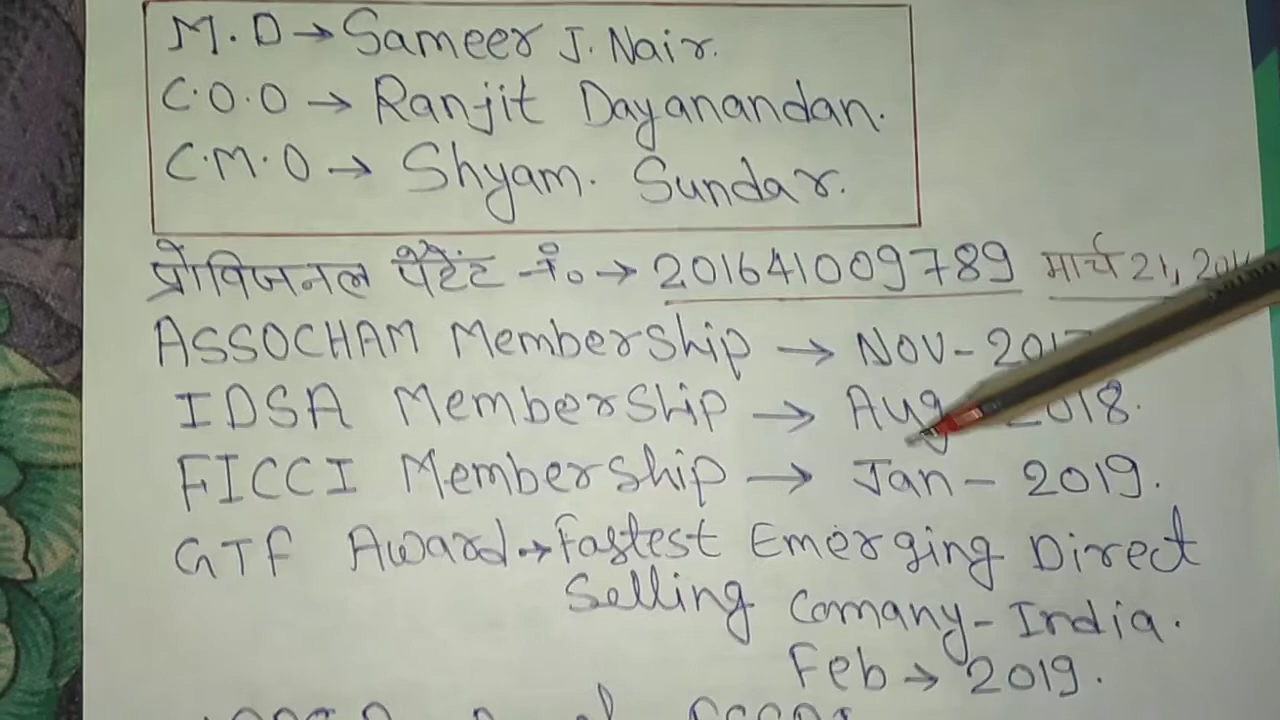 M.D → Sameer J. Nair.
C.O.O → Ranjit Dayanandan.
C.M.O → Shyam. Sundar.
प्रोविजनल पेटेंट नं० → 201641009789 मार्च 21,
ASSOCHAM Membership → NOV-
IDSA Membership → Aug 2018.
FICCI Membership → Jan - 2019.
GTF Award → Fastest Emerging Direct
Selling Comany - India.
Feb → 2019.